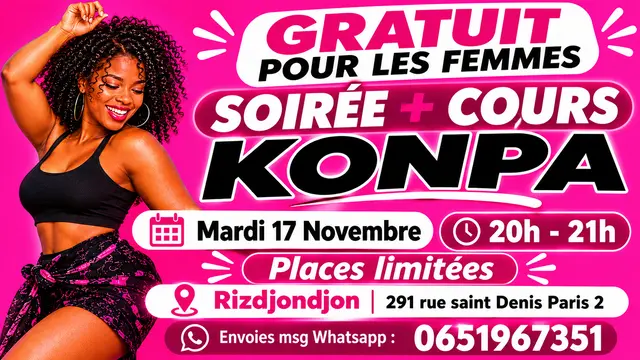 GRATUIT
POUR LES FEMMES
SOIRÉE + COURS
KONPA
Mardi 17 Novembre
20h - 21h
Places limitées
Rizdjondjon | 291 rue saint Denis Paris 2
Envoies msg Whatsapp : 0651967351